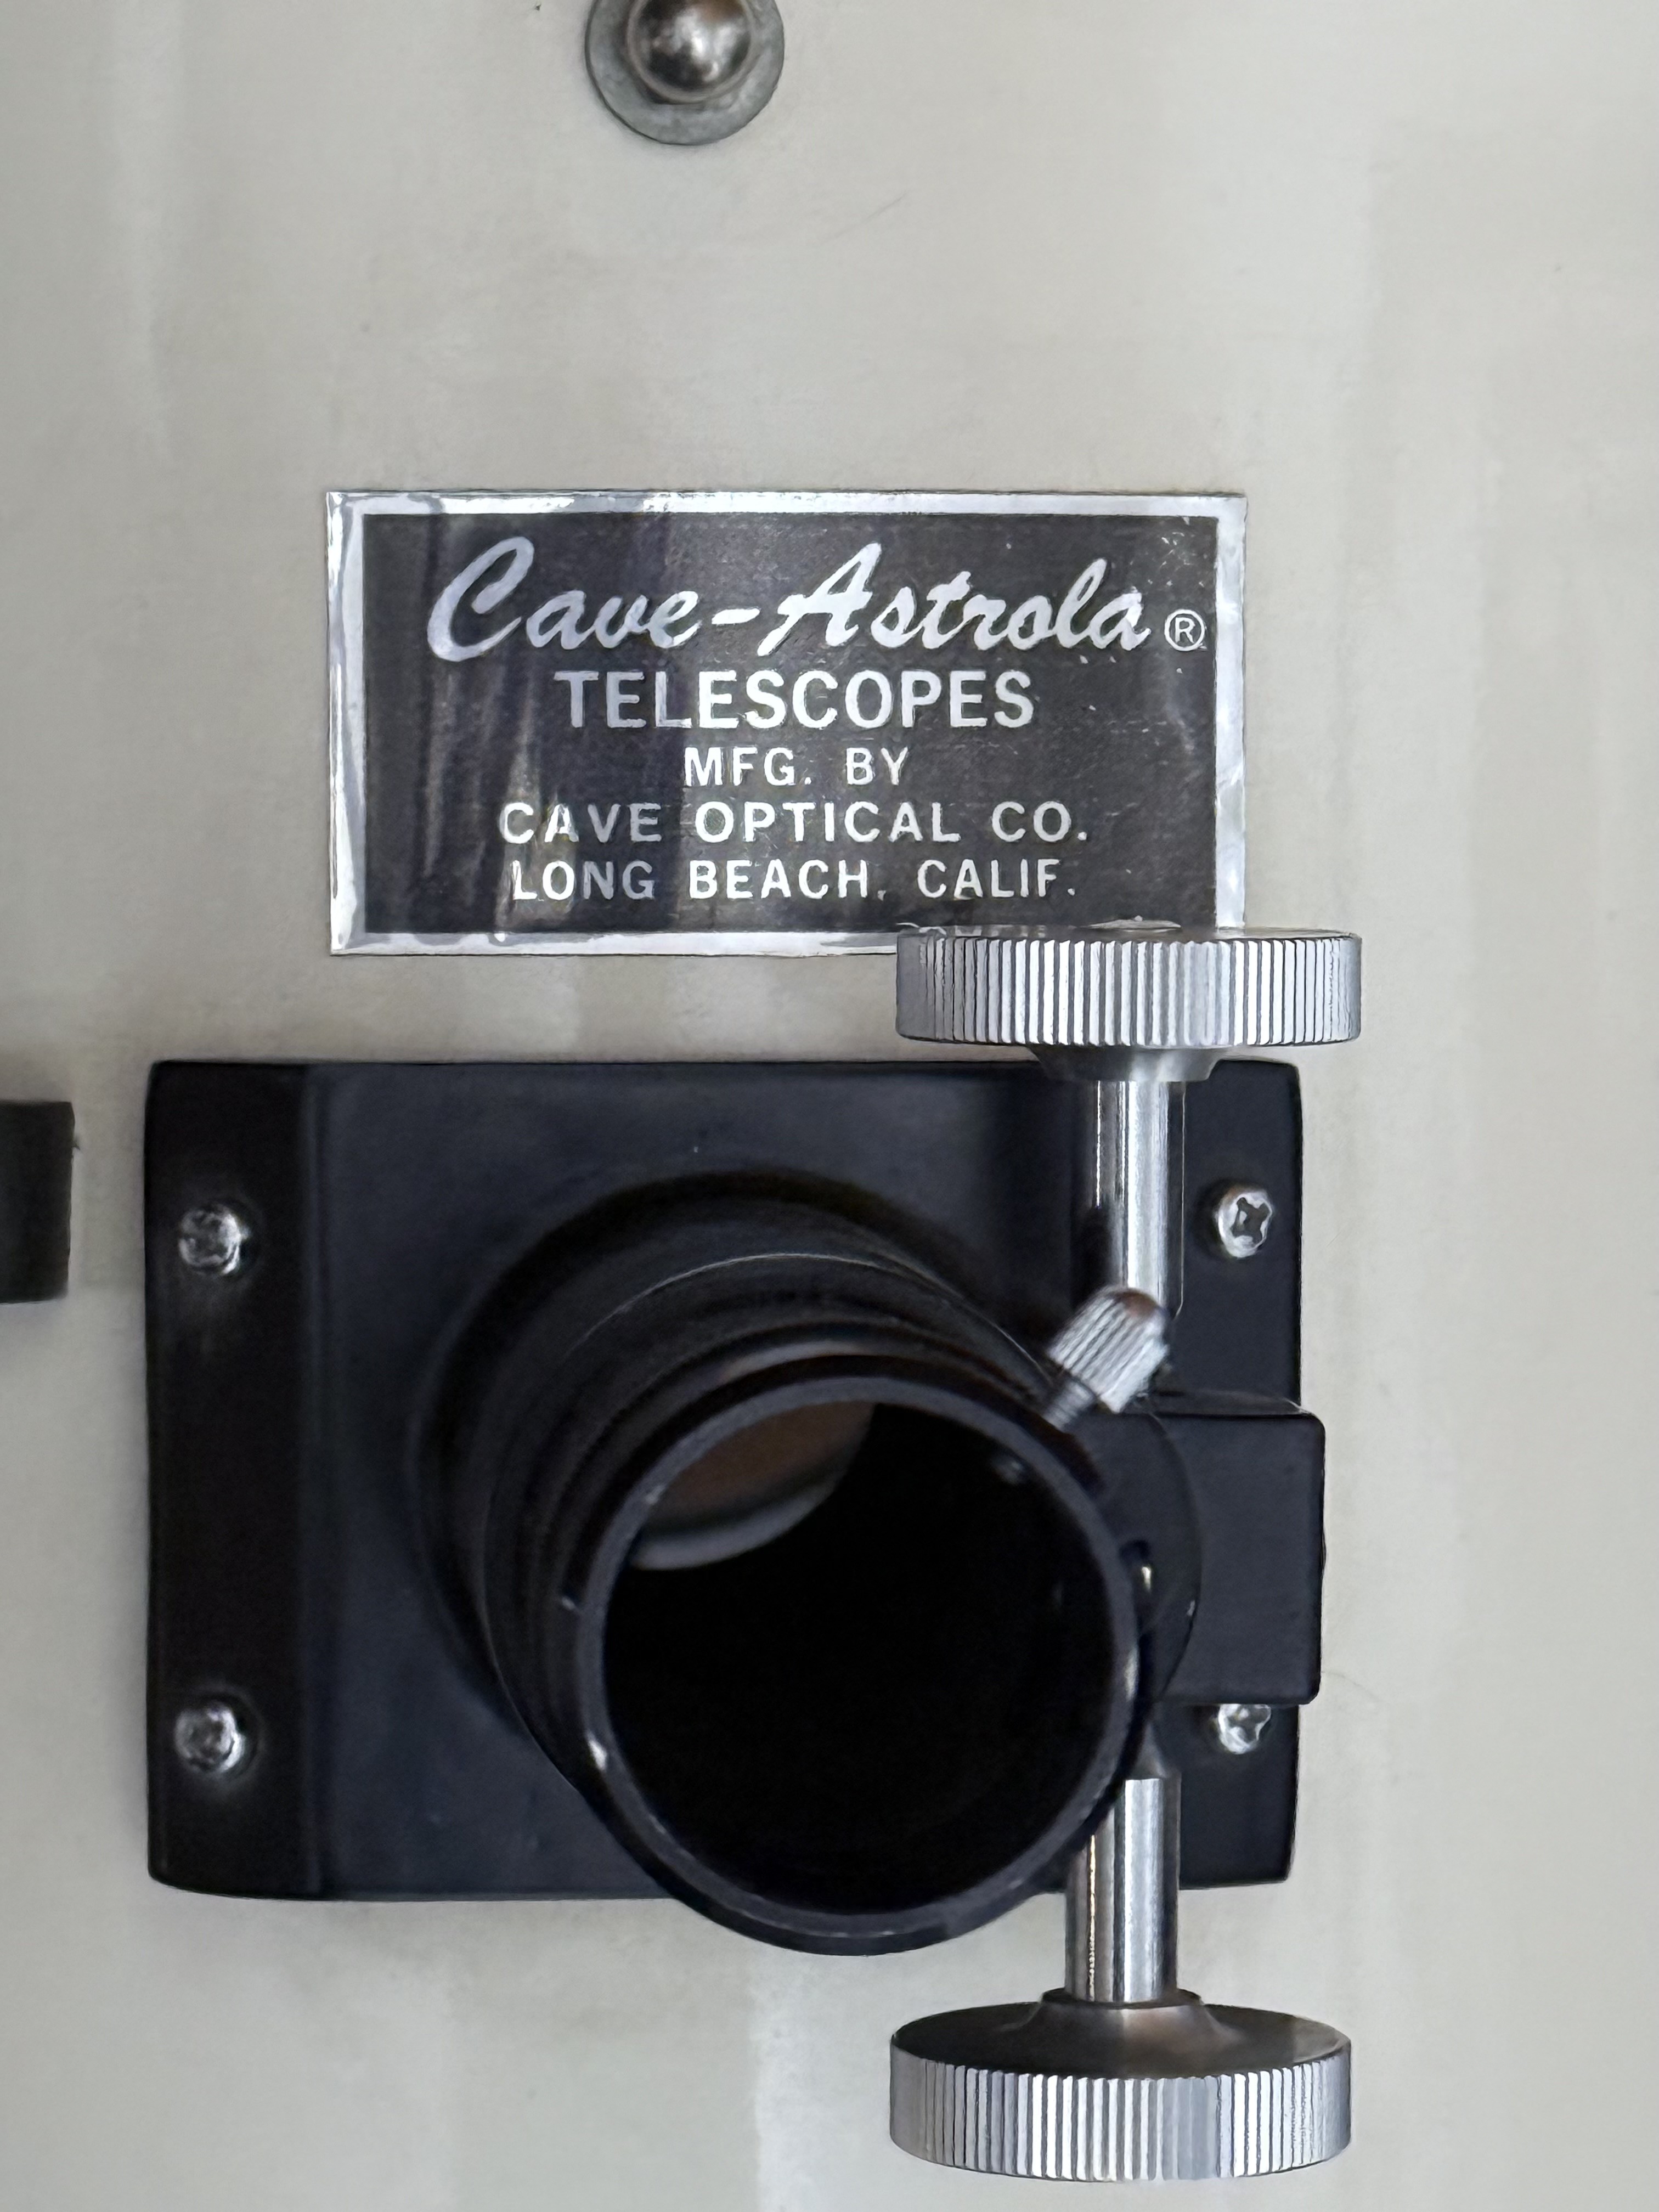 Cave-Astrola®
TELESCOPES
MFG. BY
CAVE OPTICAL CO.
LONG BEACH, CALIF.